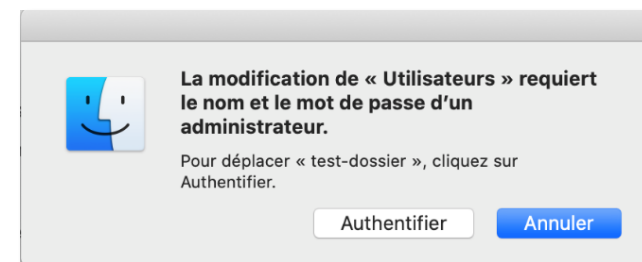 La modification de « Utilisateurs » requiert
le nom et le mot de passe d’un
administrateur.
Pour déplacer « test-dossier », cliquez sur
Authentifier.
Authentifier
Annuler